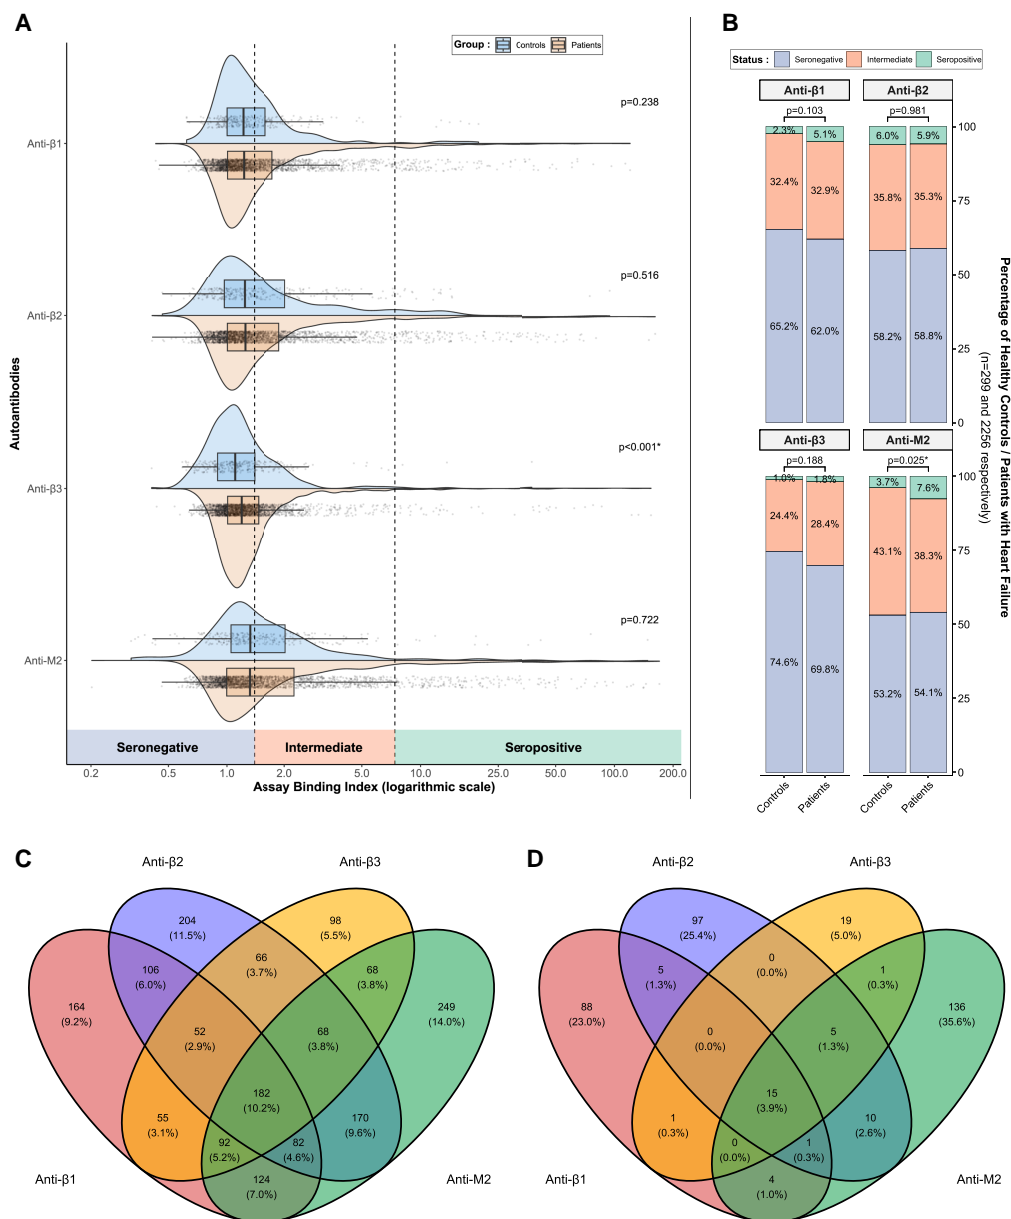 A
Group :
Controls
Patients
Autoantibodies
Anti-β1
Anti-β2
Anti-β3
Anti-M2
p=0.238
p=0.516
p<0.001*
p=0.722
Seronegative
Intermediate
Seropositive
0.2
0.5
1.0
2.0
5.0
10.0
25.0
50.0
100.0
200.0
Assay Binding Index (logarithmic scale)
B
Status :
Seronegative
Intermediate
Seropositive
Anti-β1
p=0.103
2.3%
5.1%
32.4%
32.9%
65.2%
62.0%
Anti-β2
p=0.981
6.0%
5.9%
35.8%
35.3%
58.2%
58.8%
100
75
50
25
0
Anti-β3
p=0.188
1.0%
1.8%
24.4%
28.4%
74.6%
69.8%
Anti-M2
p=0.025*
3.7%
7.6%
43.1%
38.3%
53.2%
54.1%
100
75
50
25
0
Controls
Patients
Controls
Patients
Percentage of Healthy Controls / Patients with Heart Failure
(n=299 and 2256 respectively)
C
Anti-β2
Anti-β3
204
(11.5%)
98
(5.5%)
66
(3.7%)
106
(6.0%)
68
(3.8%)
164
(9.2%)
249
(14.0%)
52
(2.9%)
68
(3.8%)
182
(10.2%)
55
(3.1%)
170
(9.6%)
92
(5.2%)
82
(4.6%)
124
(7.0%)
Anti-β1
Anti-M2
D
Anti-β2
Anti-β3
97
(25.4%)
19
(5.0%)
0
(0.0%)
5
(1.3%)
1
(0.3%)
88
(23.0%)
136
(35.6%)
0
(0.0%)
5
(1.3%)
15
(3.9%)
1
(0.3%)
10
(2.6%)
0
(0.0%)
1
(0.3%)
4
(1.0%)
Anti-β1
Anti-M2